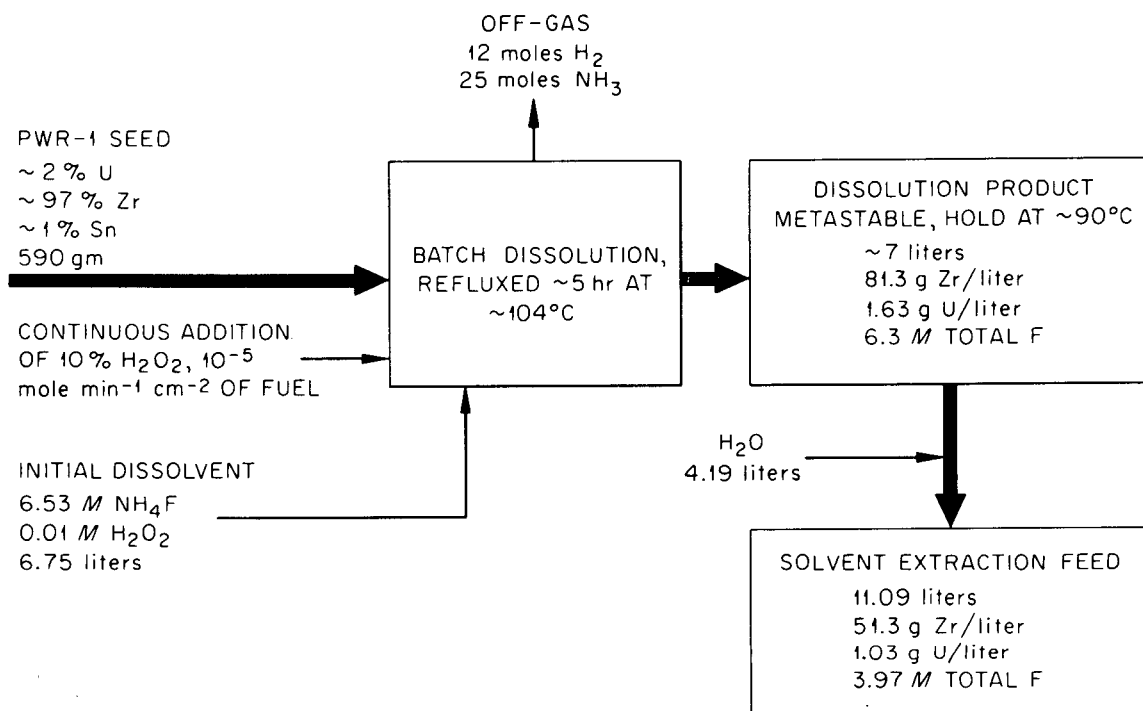 OFF-GAS
12 moles H₂
25 moles NH₃
PWR-1 SEED
~2% U
~97% Zr
~1% Sn
590 gm
CONTINUOUS ADDITION
OF 10% H₂O₂, 10⁻⁵
mole min⁻¹ cm⁻² OF FUEL
INITIAL DISSOLVENT
6.53 M NH₄F
0.01 M H₂O₂
6.75 liters
BATCH DISSOLUTION,
REFLUXED ~5 hr AT
~104°C
DISSOLUTION PRODUCT
METASTABLE, HOLD AT ~90°C
~7 liters
81.3 g Zr/liter
1.63 g U/liter
6.3 M TOTAL F
H₂O
4.19 liters
SOLVENT EXTRACTION FEED
11.09 liters
51.3 g Zr/liter
1.03 g U/liter
3.97 M TOTAL F